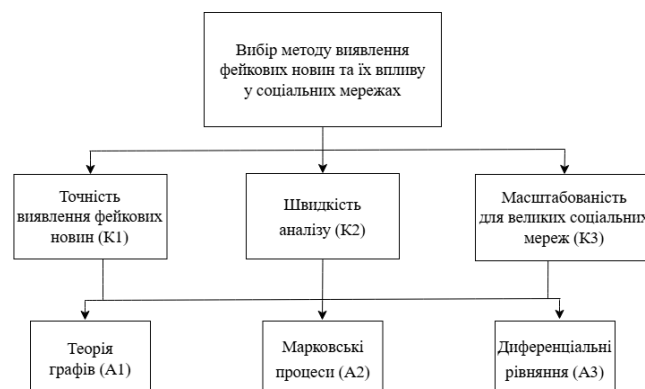 Вибір методу виявлення
фейкових новин та їх впливу
у соціальних мережах
Точність
виявлення фейкових
новин (К1)
Швидкість
аналізу (К2)
Масштабованість
для великих соціальних
мереж (К3)
Теорія
графів (А1)
Марковські
процеси (А2)
Диференціальні
рівняння (А3)